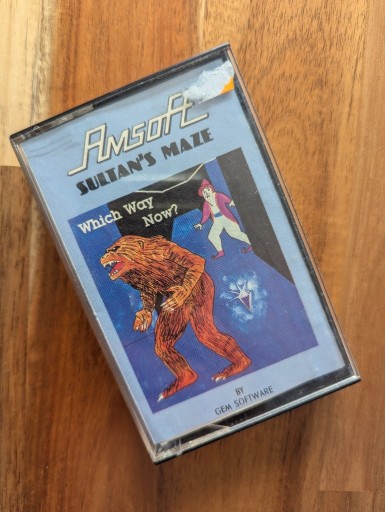 Amsoft
SULTAN'S MAZE
Which Way
Now?
BY
GEM SOFTWARE